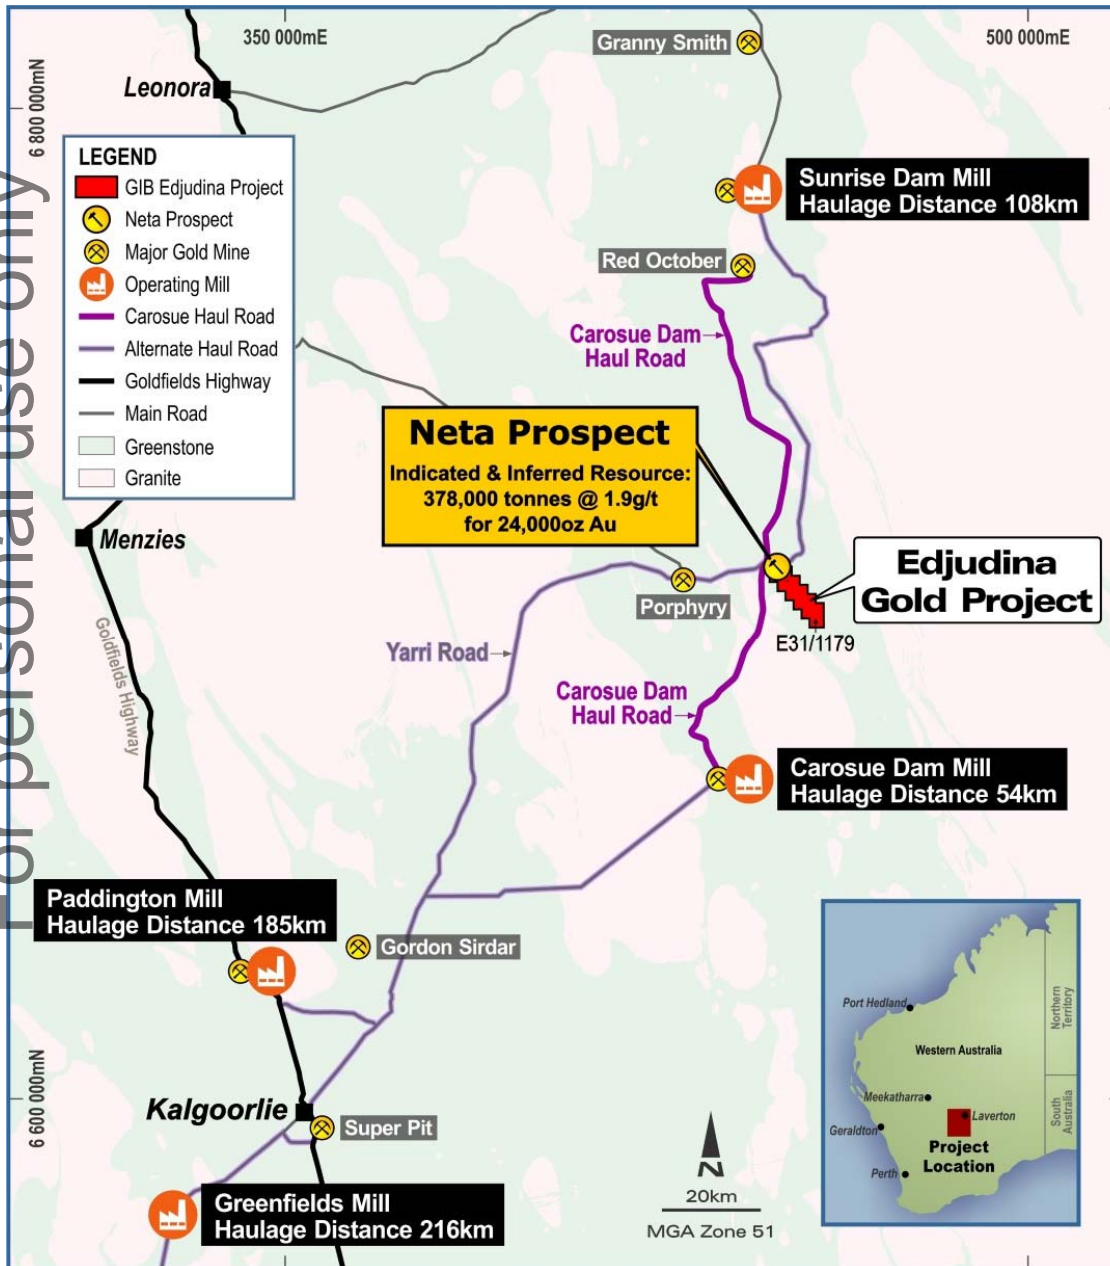 For personal use only
350 000mE
500 000mE
6 800 000mN
6 600 000mN
Granny Smith
Leonora
LEGEND
GIB Edjudina Project
Neta Prospect
Major Gold Mine
Operating Mill
Carosue Haul Road
Alternate Haul Road
Goldfields Highway
Main Road
Greenstone
Granite
Sunrise Dam Mill
Haulage Distance 108km
Red October
Carosue Dam
Haul Road
Neta Prospect
Indicated & Inferred Resource:
378,000 tonnes @ 1.9g/t
for 24,000oz Au
Menzies
Edjudina
Gold Project
Porphyry
E31/1179
Goldfields Highway
Yarri Road
Carosue Dam
Haul Road
Carosue Dam Mill
Haulage Distance 54km
Paddington Mill
Haulage Distance 185km
Gordon Sirdar
Kalgoorlie
Super Pit
Greenfields Mill
Haulage Distance 216km
N
20km
MGA Zone 51
Port Hedland
Northern
Territory
Western Australia
Meekatharra
Laverton
South
Australia
Geraldton
Project
Location
Perth